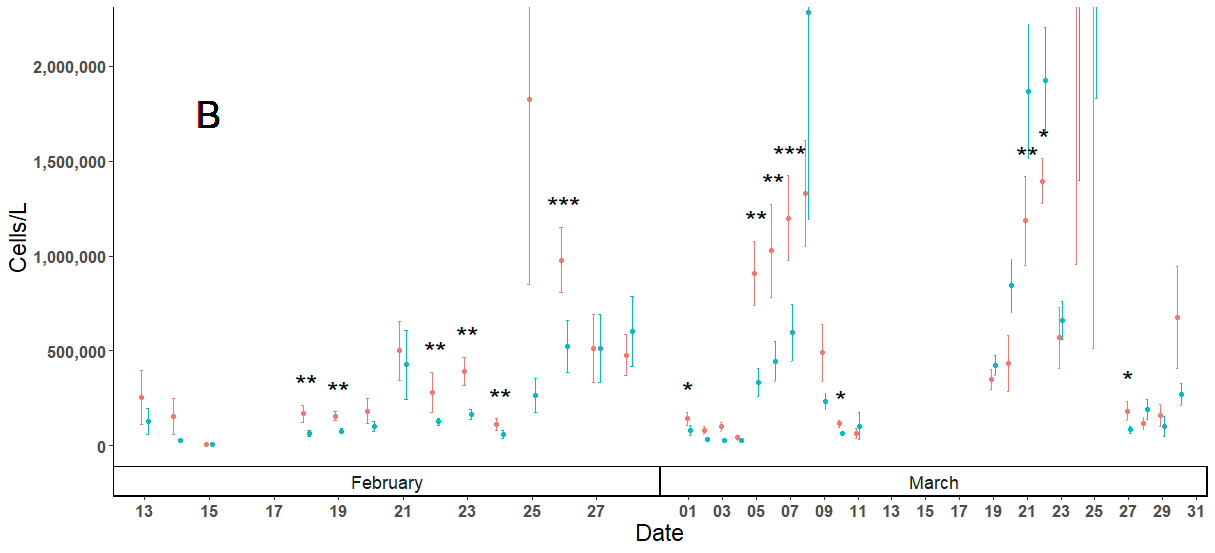 2,000,000
B
***
*
1,500,000
** ***
**
**
*** **
1,000,000
Cells/L
** **
500,000
** ** ** * * *
0
February March
13 15 17 19 21 23 25 27 01 03 05 07 09 11 13 15 17 19 21 23 25 27 29 31
Date